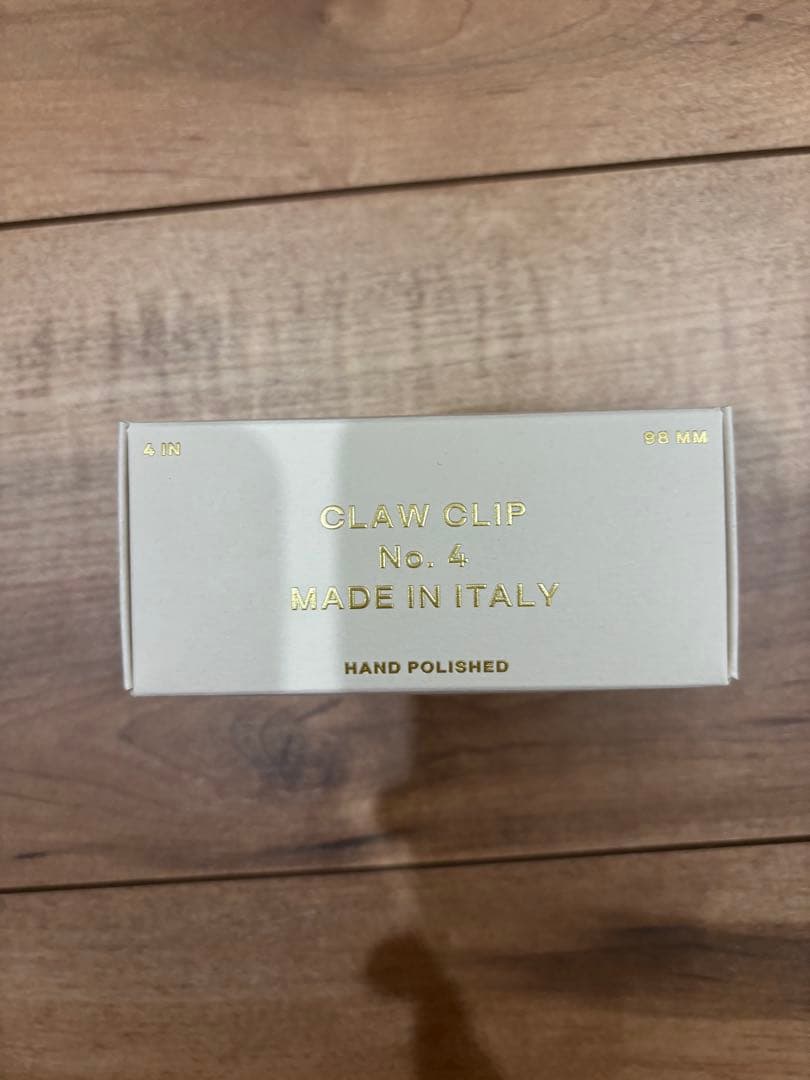 4 IN
98 MM
CLAW CLIP
No. 4
MADE IN ITALY
HAND POLISHED